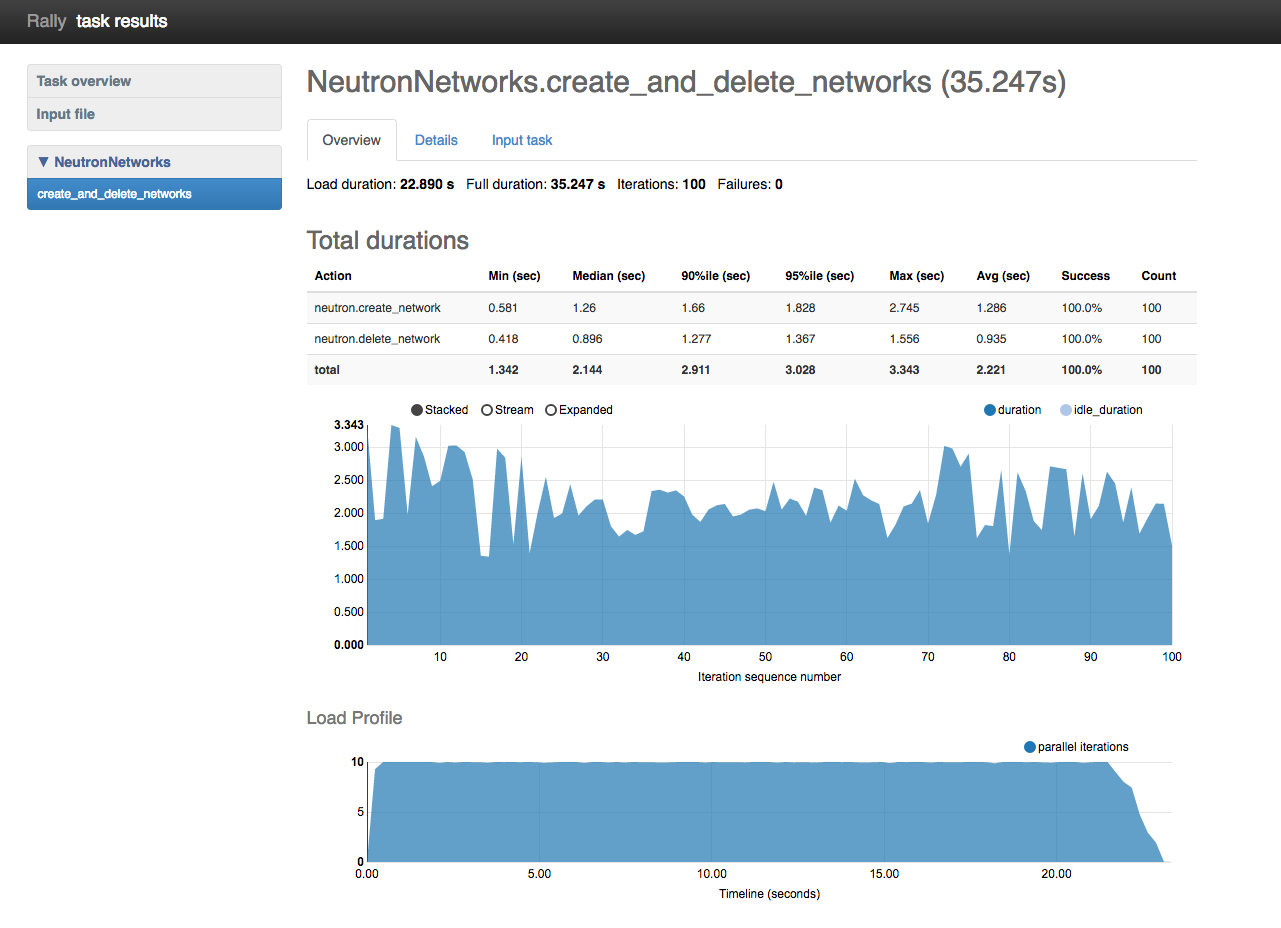 Rally task results
Task overview
Input file
▼ NeutronNetworks
create_and_delete_networks
NeutronNetworks.create_and_delete_networks (35.247s)
Overview Details Input task
Load duration: 22.890 s Full duration: 35.247 s Iterations: 100 Failures: 0
Total durations
Action Min (sec) Median (sec) 90%ile (sec) 95%ile (sec) Max (sec) Avg (sec) Success Count
neutron.create_network 0.581 1.26 1.66 1.828 2.745 1.286 100.0% 100
neutron.delete_network 0.418 0.896 1.277 1.367 1.556 0.935 100.0% 100
total 1.342 2.144 2.911 3.028 3.343 2.221 100.0% 100
Stacked Stream Expanded duration idle_duration
3.343
3.000
2.500
2.000
1.500
1.000
0.500
0.000
10 20 30 40 50 60 70 80 90 100
Iteration sequence number
Load Profile
parallel iterations
10
5
0
0.00 5.00 10.00 15.00 20.00
Timeline (seconds)